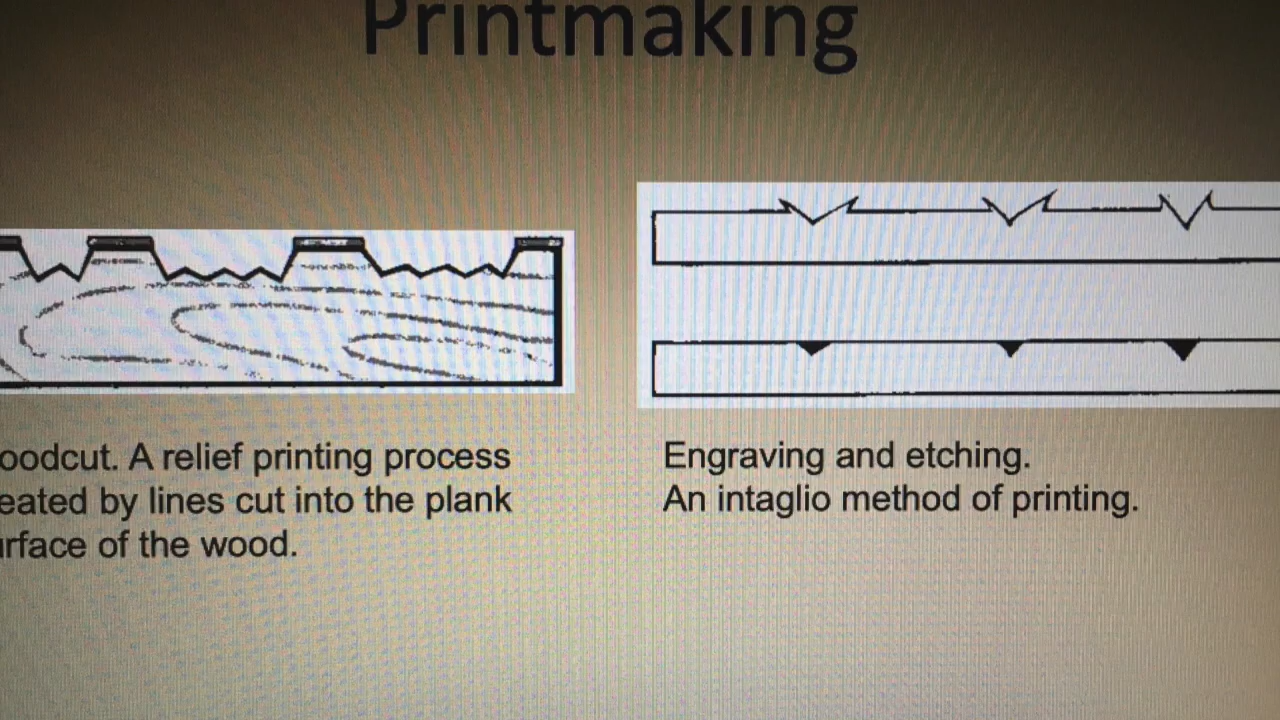 Printmaking
oodcut. A relief printing process
eated by lines cut into the plank
urface of the wood.
Engraving and etching.
An intaglio method of printing.